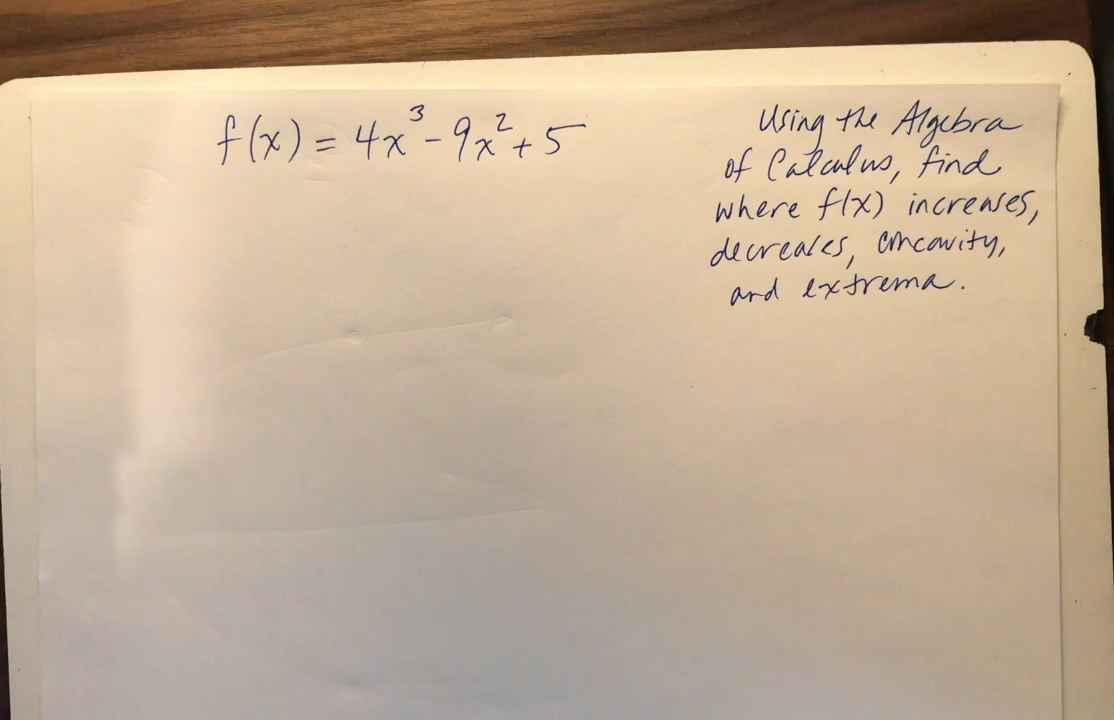 f(x) = 4x³ - 9x² + 5
Using the Algebra
of Calculus, find
where f(x) increases,
decreases, concavity,
and extrema.